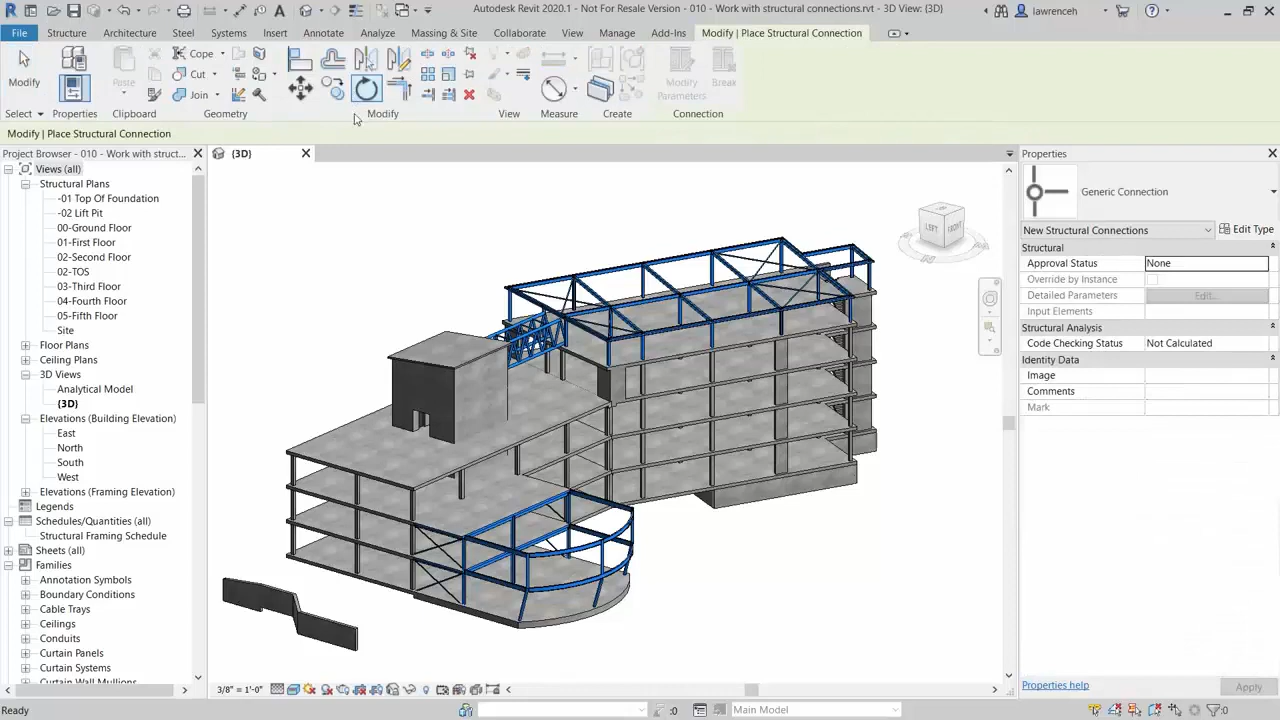 Autodesk Revit 2020.1 - Not For Resale Version - 010 - Work with structural connections.rvt - 3D View: {3D}
lawrenceh
File Structure Architecture Steel Systems Insert Annotate Analyze Massing & Site Collaborate View Manage Add-Ins Modify | Place Structural Connection
Modify
Paste
Cope
Cut
Join
Modify Parameters
Break
Select Properties Clipboard Geometry Modify View Measure Create Connection
Modify | Place Structural Connection
Project Browser - 010 - Work with struct...
{3D}
Properties
Views (all)
Structural Plans
-01 Top Of Foundation
-02 Lift Pit
00-Ground Floor
01-First Floor
02-Second Floor
02-TOS
03-Third Floor
04-Fourth Floor
05-Fifth Floor
Site
Floor Plans
Ceiling Plans
3D Views
Analytical Model
{3D}
Elevations (Building Elevation)
East
North
South
West
Elevations (Framing Elevation)
Legends
Schedules/Quantities (all)
Structural Framing Schedule
Sheets (all)
Families
Annotation Symbols
Boundary Conditions
Cable Trays
Ceilings
Conduits
Curtain Panels
Curtain Systems
Curtain Wall Mullions
LEFT FRONT
Generic Connection
New Structural Connections Edit Type
Structural
Approval Status None
Override by Instance
Detailed Parameters Edit...
Input Elements
Structural Analysis
Code Checking Status Not Calculated
Identity Data
Image
Comments
Mark
Properties help Apply
3/8" = 1'-0"
Ready
:0
Main Model
:0